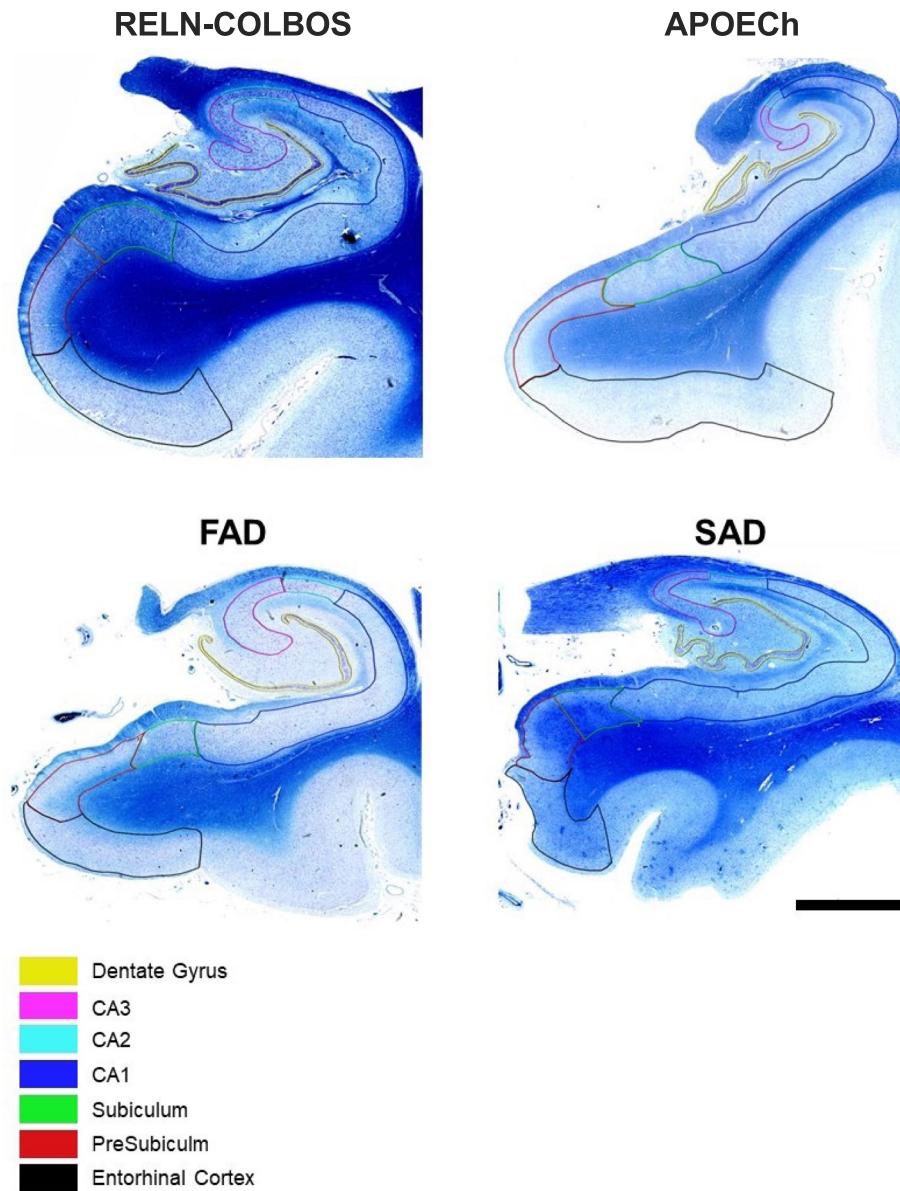 RELN-COLBOS
APOECh
FAD
SAD
Dentate Gyrus
CA3
CA2
CA1
Subiculum
PreSubiculm
Entorhinal Cortex